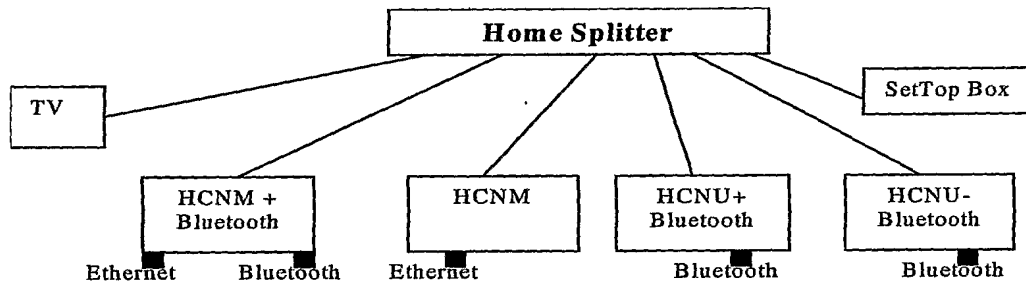 Home Splitter
TV
SetTop Box
HCNM +
Bluetooth
HCNM
HCNU+
Bluetooth
HCNU-
Bluetooth
Ethernet
Bluetooth
Ethernet
Bluetooth
Bluetooth